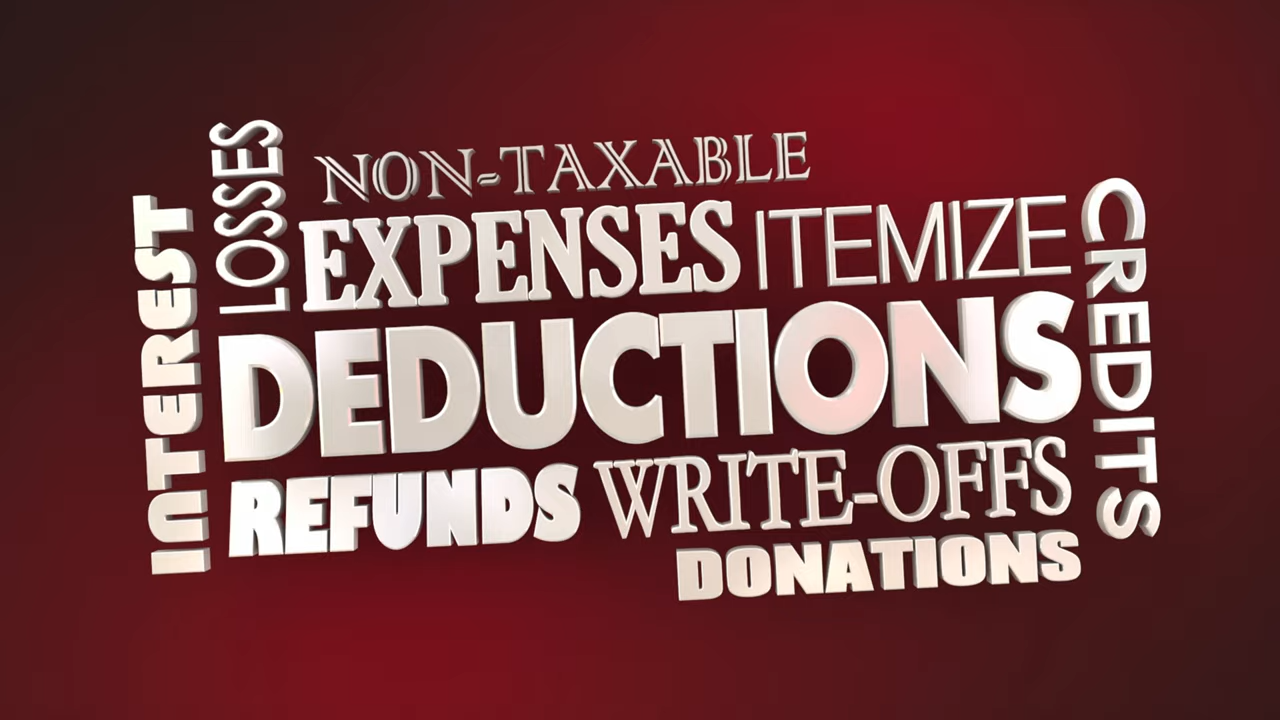 INTEREST
LOSSES
NON-TAXABLE
EXPENSES ITEMIZE
DEDUCTIONS
REFUNDS WRITE-OFFS
DONATIONS
CREDITS